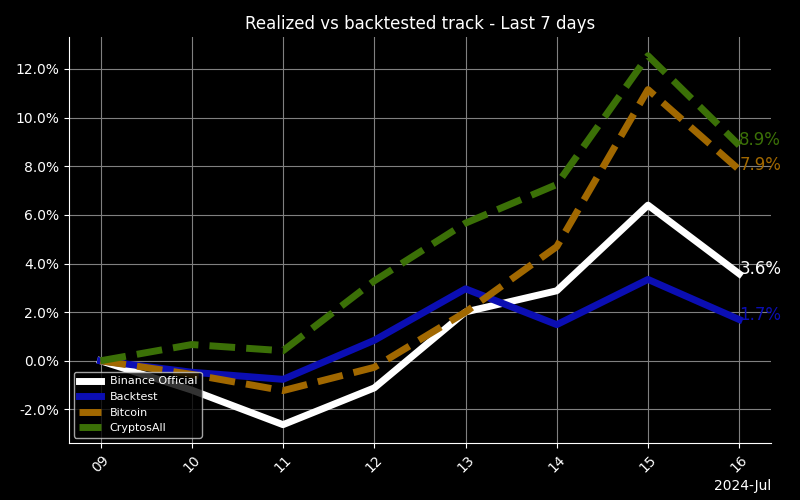 Realized vs backtested track - Last 7 days
12.0%
10.0%
8.0%
6.0%
4.0%
2.0%
0.0%
-2.0%
8.9%
7.9%
3.6%
1.7%
Binance Official
Backtest
Bitcoin
CryptosAll
09 10 11 12 13 14 15 16
2024-Jul